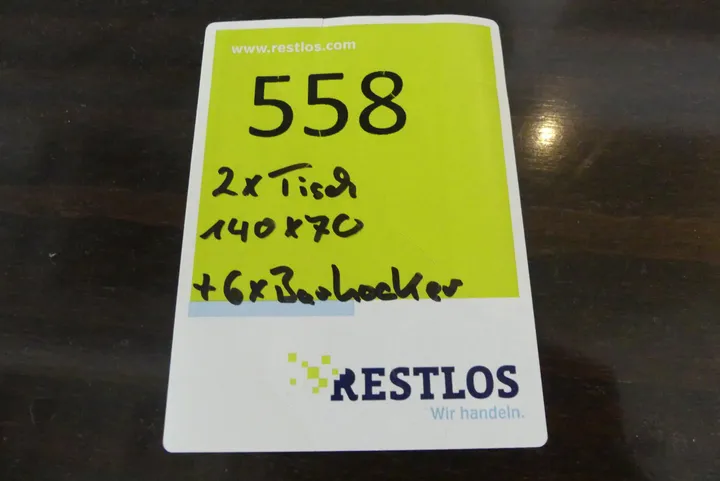 www.restlos.com
558
2x Tisch
140x70
+ 6x Barhocker
RESTLOS
Wir handeln.